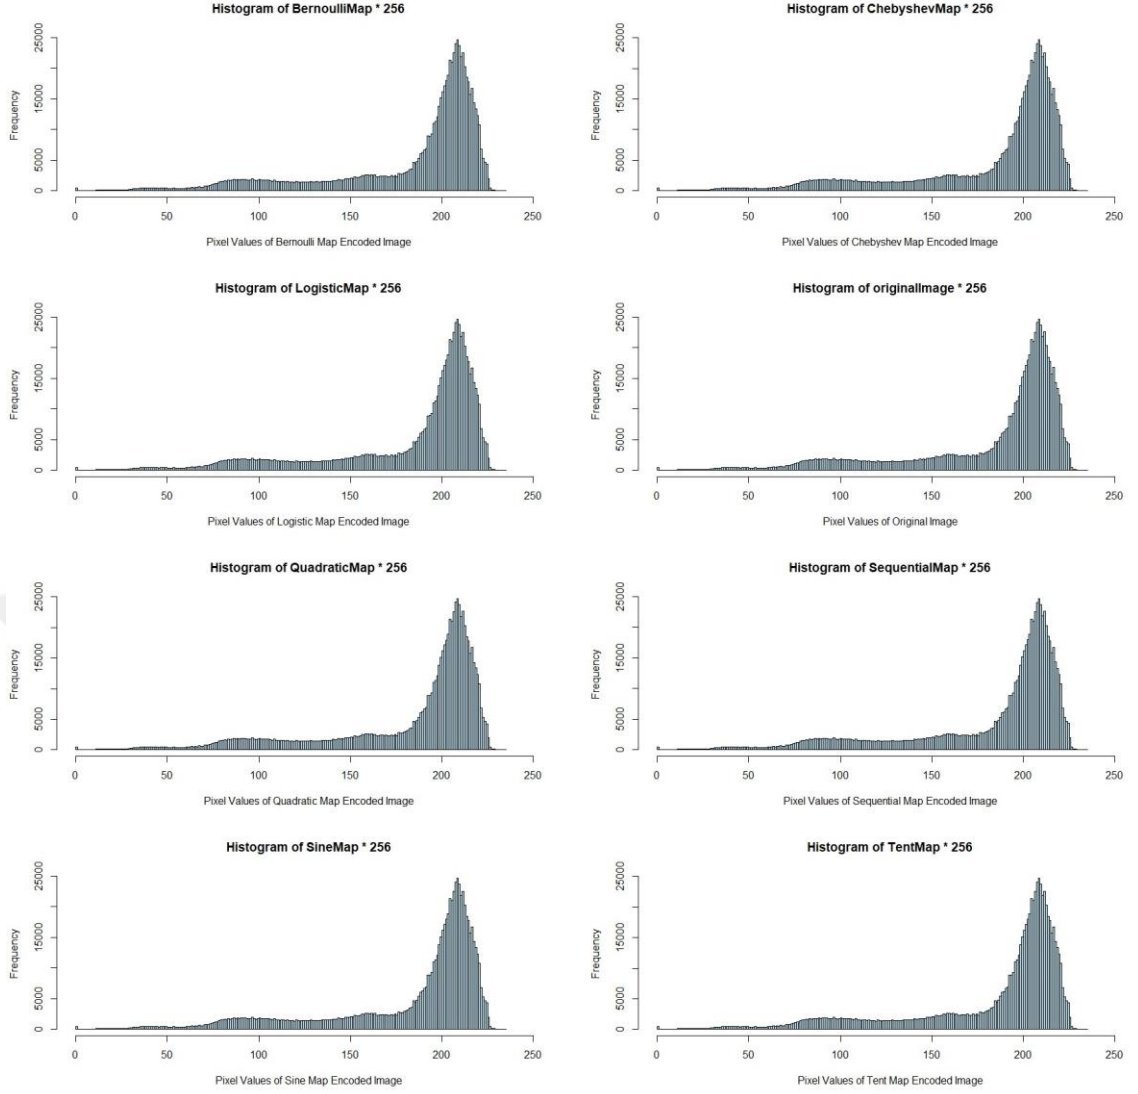 Histogram of BernoulliMap * 256
Frequency
25000
15000
5000
0
0 50 100 150 200 250
Pixel Values of Bernoulli Map Encoded Image
Histogram of ChebyshevMap * 256
Frequency
25000
15000
5000
0
0 50 100 150 200 250
Pixel Values of Chebyshev Map Encoded Image
Histogram of LogisticMap * 256
Frequency
25000
15000
5000
0
0 50 100 150 200 250
Pixel Values of Logistic Map Encoded Image
Histogram of originalImage * 256
Frequency
25000
15000
5000
0
0 50 100 150 200 250
Pixel Values of Original Image
Histogram of QuadraticMap * 256
Frequency
25000
15000
5000
0
0 50 100 150 200 250
Pixel Values of Quadratic Map Encoded Image
Histogram of SequentialMap * 256
Frequency
25000
15000
5000
0
0 50 100 150 200 250
Pixel Values of Sequential Map Encoded Image
Histogram of SineMap * 256
Frequency
25000
15000
5000
0
0 50 100 150 200 250
Pixel Values of Sine Map Encoded Image
Histogram of TentMap * 256
Frequency
25000
15000
5000
0
0 50 100 150 200 250
Pixel Values of Tent Map Encoded Image